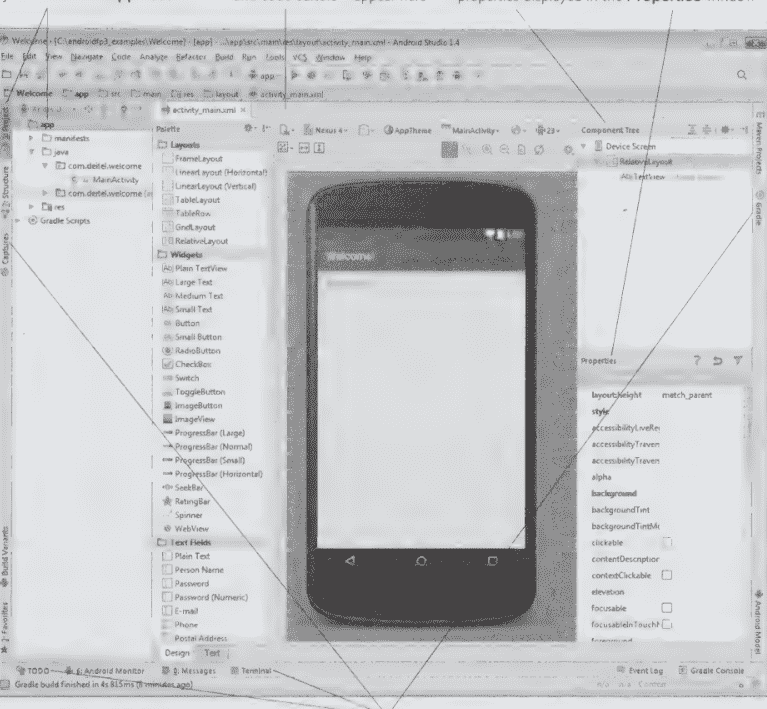 properties displayed in the Properties window
Welcome - [C:\androidfp3_examples\Welcome] - [app] - ...\app\src\main\res\layout\activity_main.xml - Android Studio 1.4
File Edit View Navigate Code Analyze Refactor Build Run Tools VCS Window Help
app
Welcome app src main res layout activity_main.xml
activity_main.xml
1: Project
2: Structure
Captures
Build Variants
2: Favorites
app
manifests
java
com.deitel.welcome
MainActivity
com.deitel.welcome
res
Gradle Scripts
Palette
Layouts
FrameLayout
LinearLayout (Horizontal)
LinearLayout (Vertical)
TableLayout
TableRow
GridLayout
RelativeLayout
Widgets
Plain TextView
Large Text
Medium Text
Small Text
Button
Small Button
RadioButton
CheckBox
Switch
ToggleButton
ImageButton
ImageView
ProgressBar (Large)
ProgressBar (Normal)
ProgressBar (Small)
ProgressBar (Horizontal)
SeekBar
RatingBar
Spinner
WebView
Text Fields
Plain Text
Person Name
Password
Password (Numeric)
E-mail
Phone
Postal Address
Design Text
Nexus 4 AppTheme MainActivity 23
Welcome
Component Tree
Device Screen
RelativeLayout
TextView
Properties
layout:height match_parent
style
accessibilityLiveRe
accessibilityTravers
accessibilityTravers
alpha
background
backgroundTint
backgroundTintMo
clickable
contentDescription
contextClickable
elevation
focusable
focusableInTouchM
Maven Projects
Gradle
Android Model
TODO 6: Android Monitor 0: Messages Terminal Event Log Gradle Console
Gradle build finished in 4s 815ms (8 minutes ago)